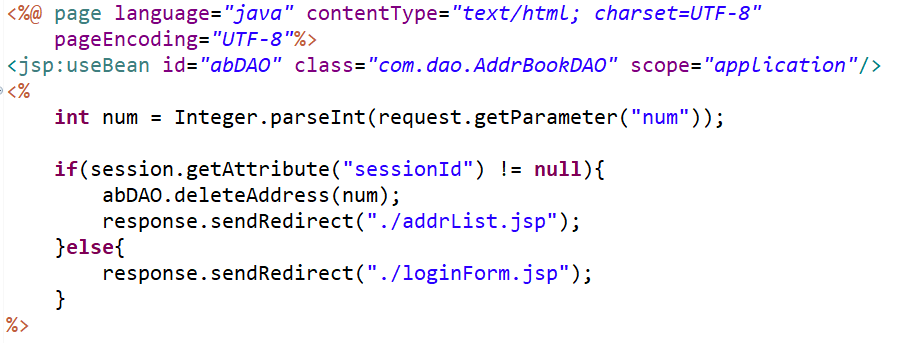 <%@ page language="java" contentType="text/html; charset=UTF-8"
    pageEncoding="UTF-8"%>
<jsp:useBean id="abDAO" class="com.dao.AddrBookDAO" scope="application"/>
<%
    int num = Integer.parseInt(request.getParameter("num"));

    if(session.getAttribute("sessionId") != null){
        abDAO.deleteAddress(num);
        response.sendRedirect("./addrList.jsp");
    }else{
        response.sendRedirect("./loginForm.jsp");
    }
%>